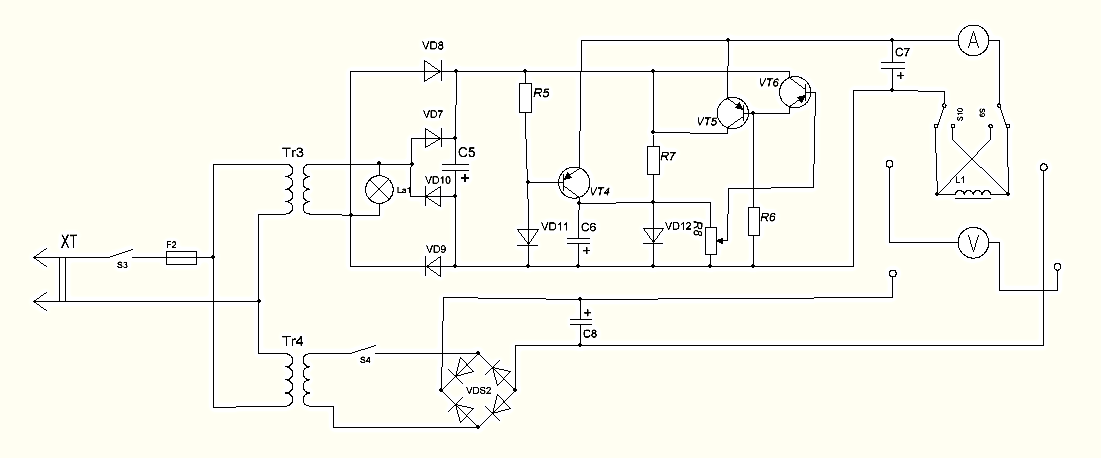 VD8
A
C7
+
VT6
R5
VT5
VD7
S10
S9
C5
+
Tr3
R7
L1
VD10
La1
VT4
R6
VD11
C6
VD12
R8
+
XT
F2
V
VD9
S3
+
C8
Tr4
S4
VDS2